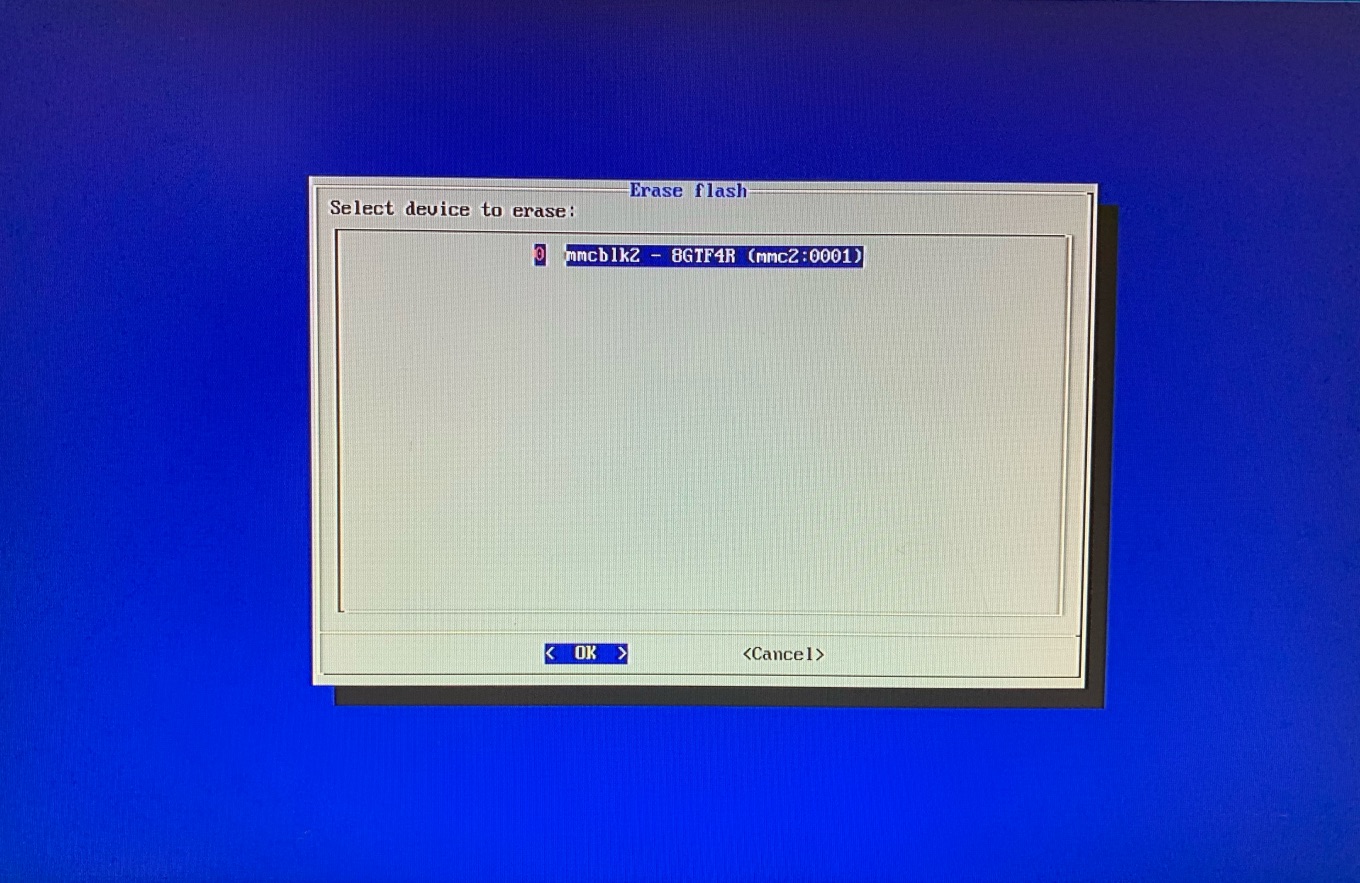 Erase flash
Select device to erase:
0 mmcblk2 - 8GTF4R (mmc2:0001)
< OK > <Cancel>